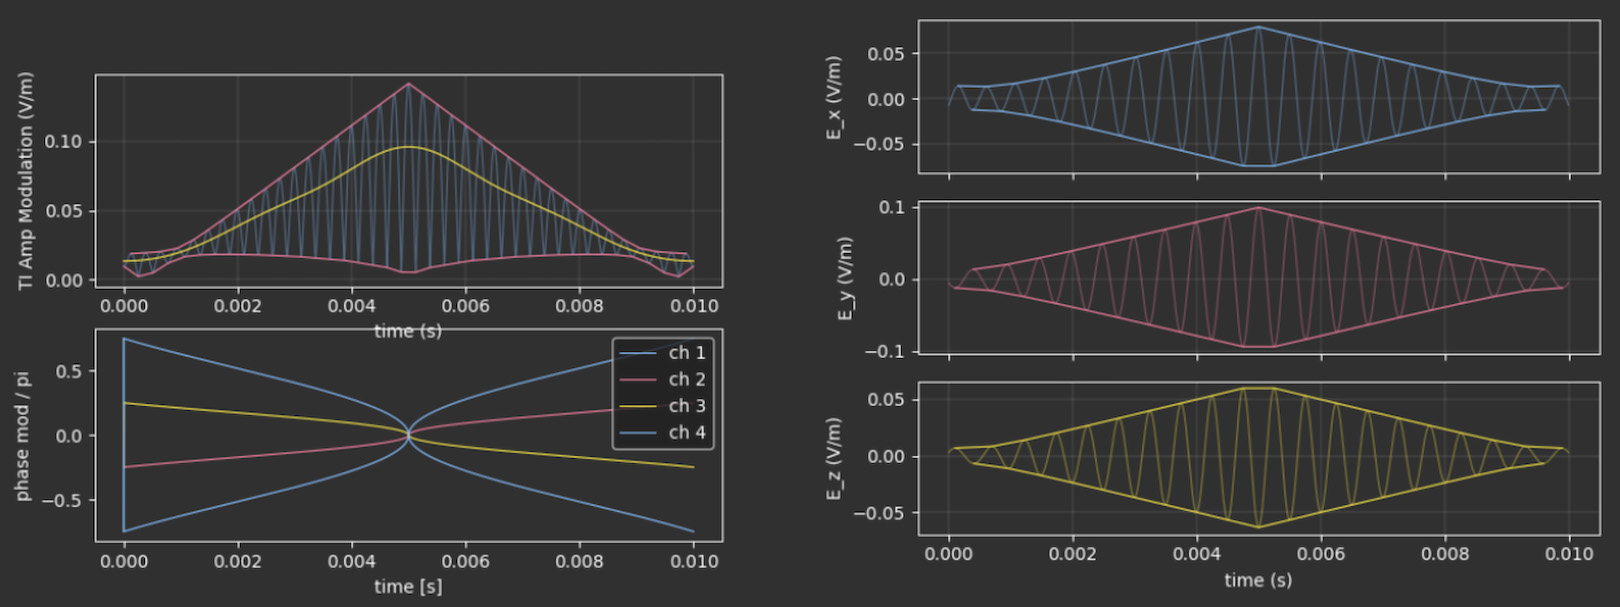 TI Amp Modulation (V/m)
0.10
0.05
0.00
0.000 0.002 0.004 0.006 0.008 0.010
time (s)
phase mod / pi
0.5
0.0
−0.5
ch 1
ch 2
ch 3
ch 4
0.000 0.002 0.004 0.006 0.008 0.010
time [s]
E_x (V/m)
0.05
0.00
−0.05
E_y (V/m)
0.1
0.0
−0.1
E_z (V/m)
0.05
0.00
−0.05
0.000 0.002 0.004 0.006 0.008 0.010
time (s)